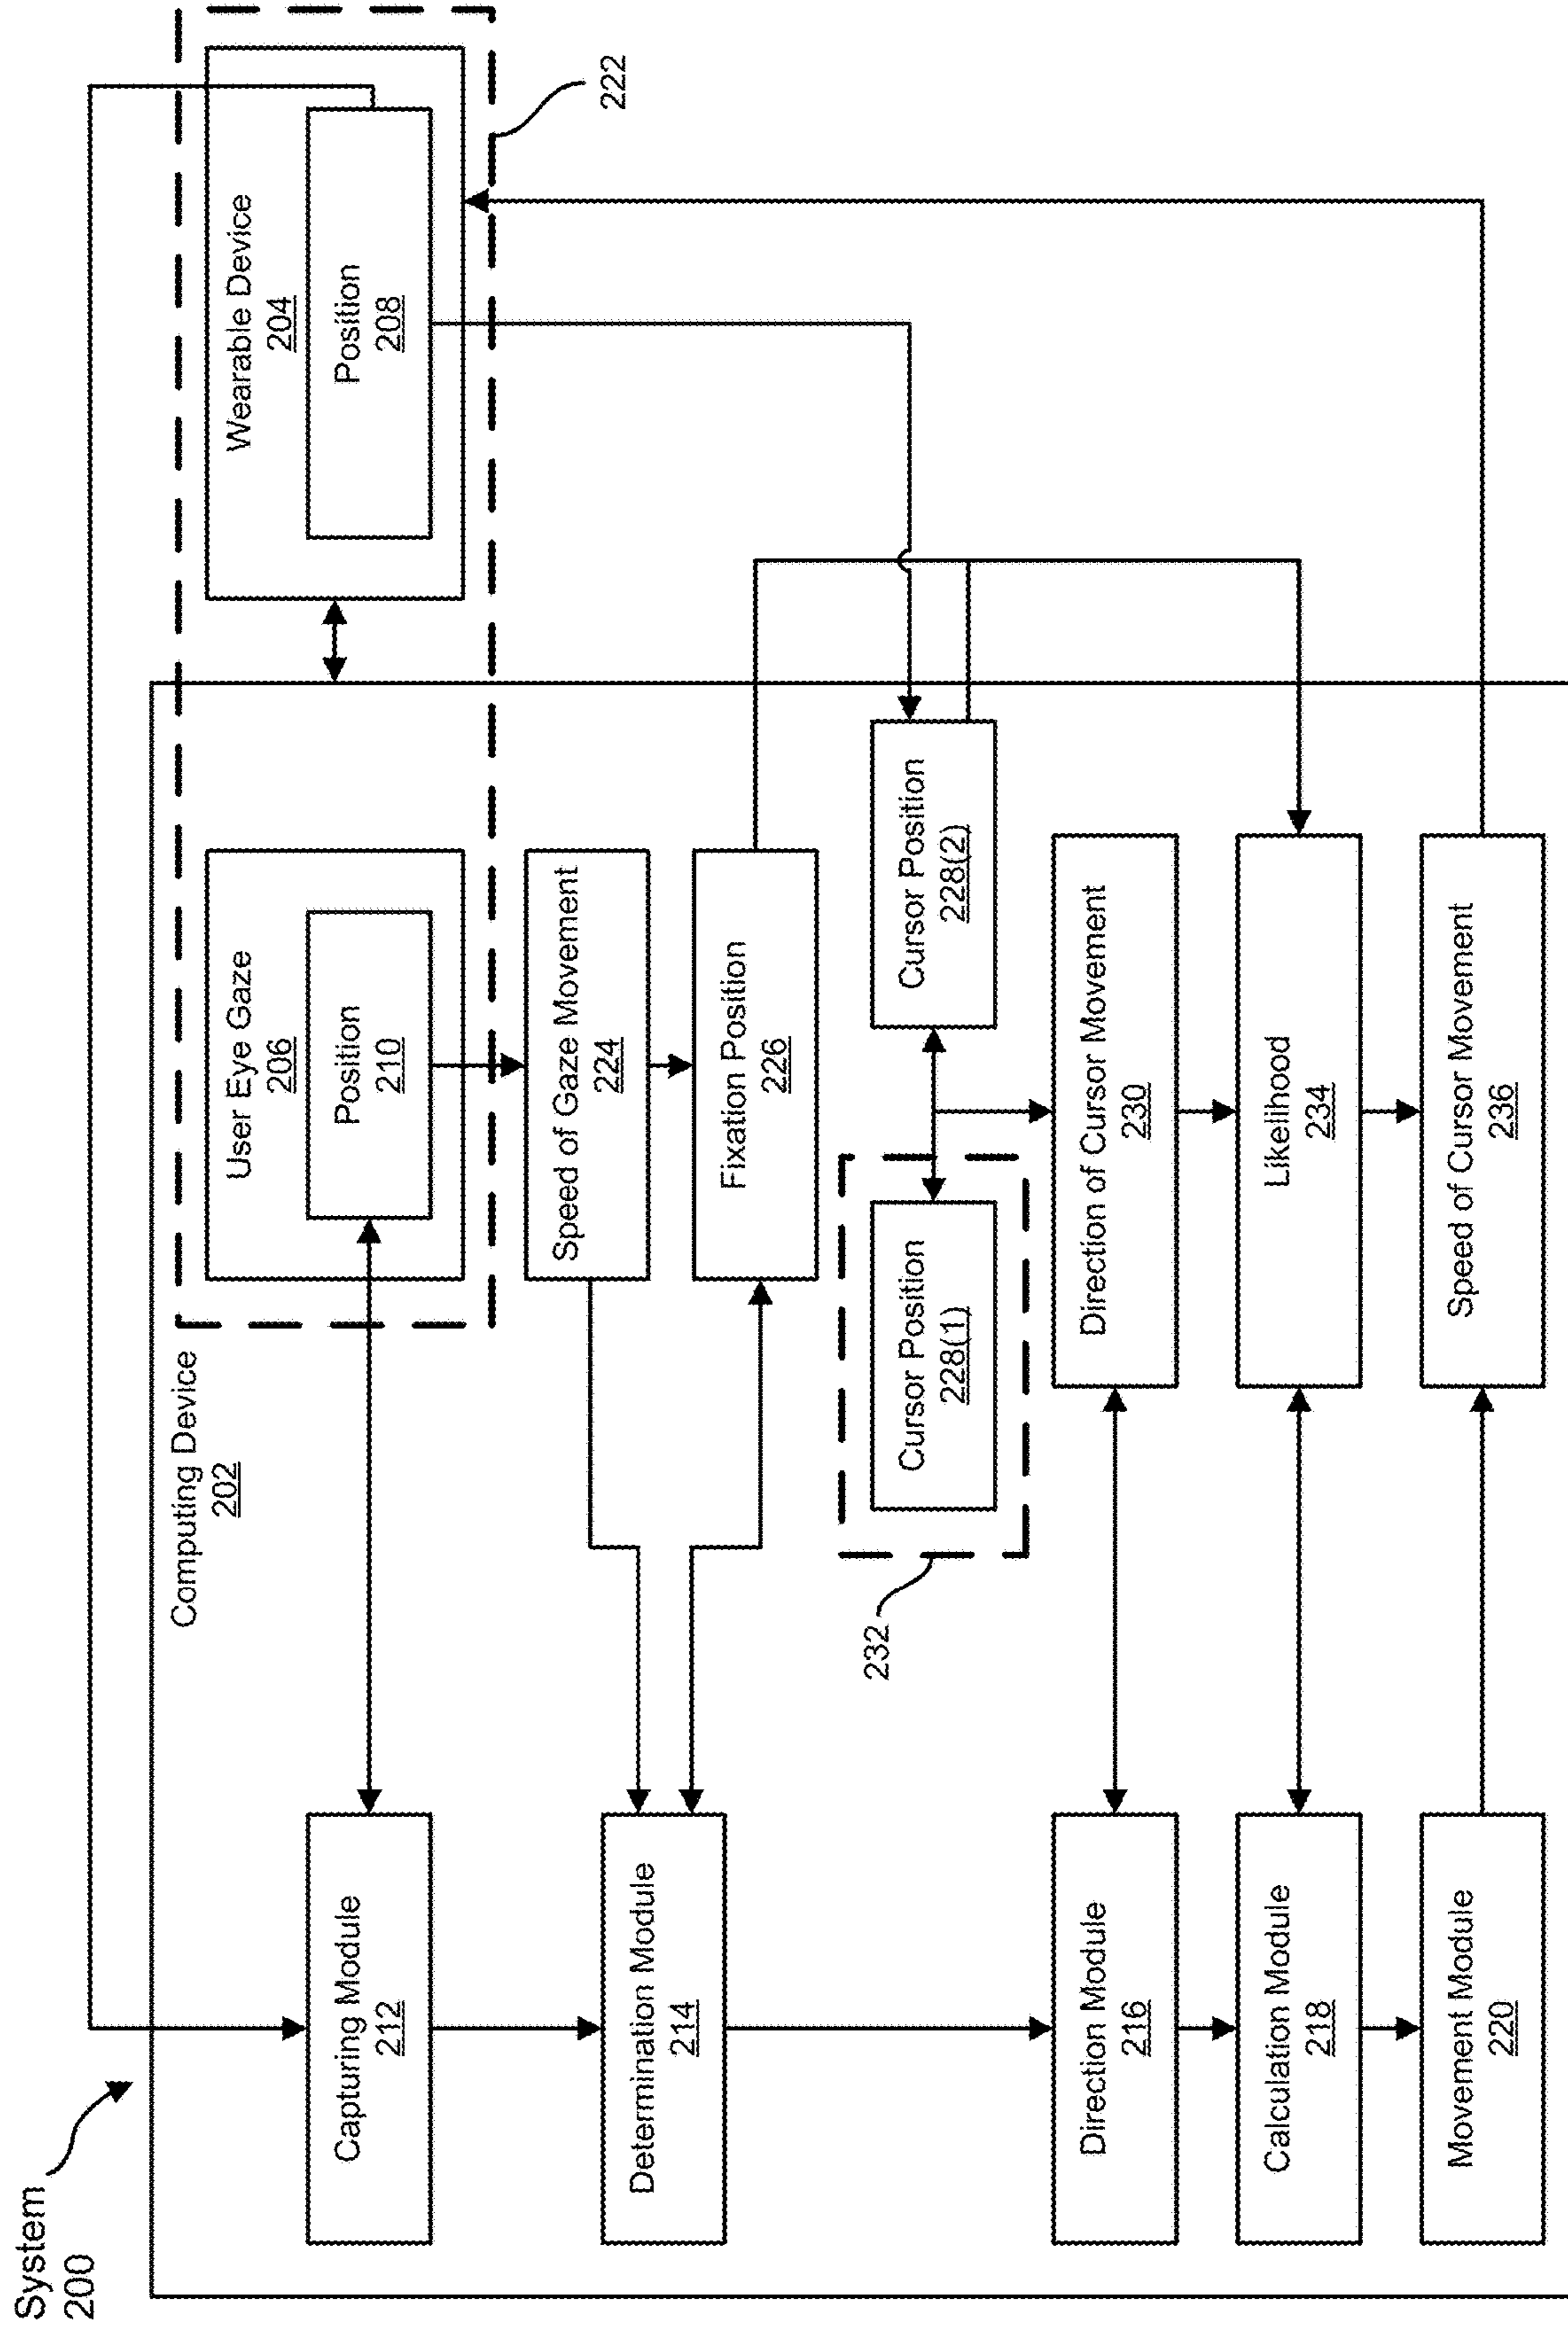 System
200
Computing Device
202
Capturing Module
212
User Eye Gaze
206
Position
210
Wearable Device
204
Position
208
222
Determination Module
214
Speed of Gaze Movement
224
Fixation Position
226
232
Cursor Position
228(1)
Cursor Position
228(2)
Direction Module
216
Direction of Cursor Movement
230
Calculation Module
218
Likelihood
234
Movement Module
220
Speed of Cursor Movement
236